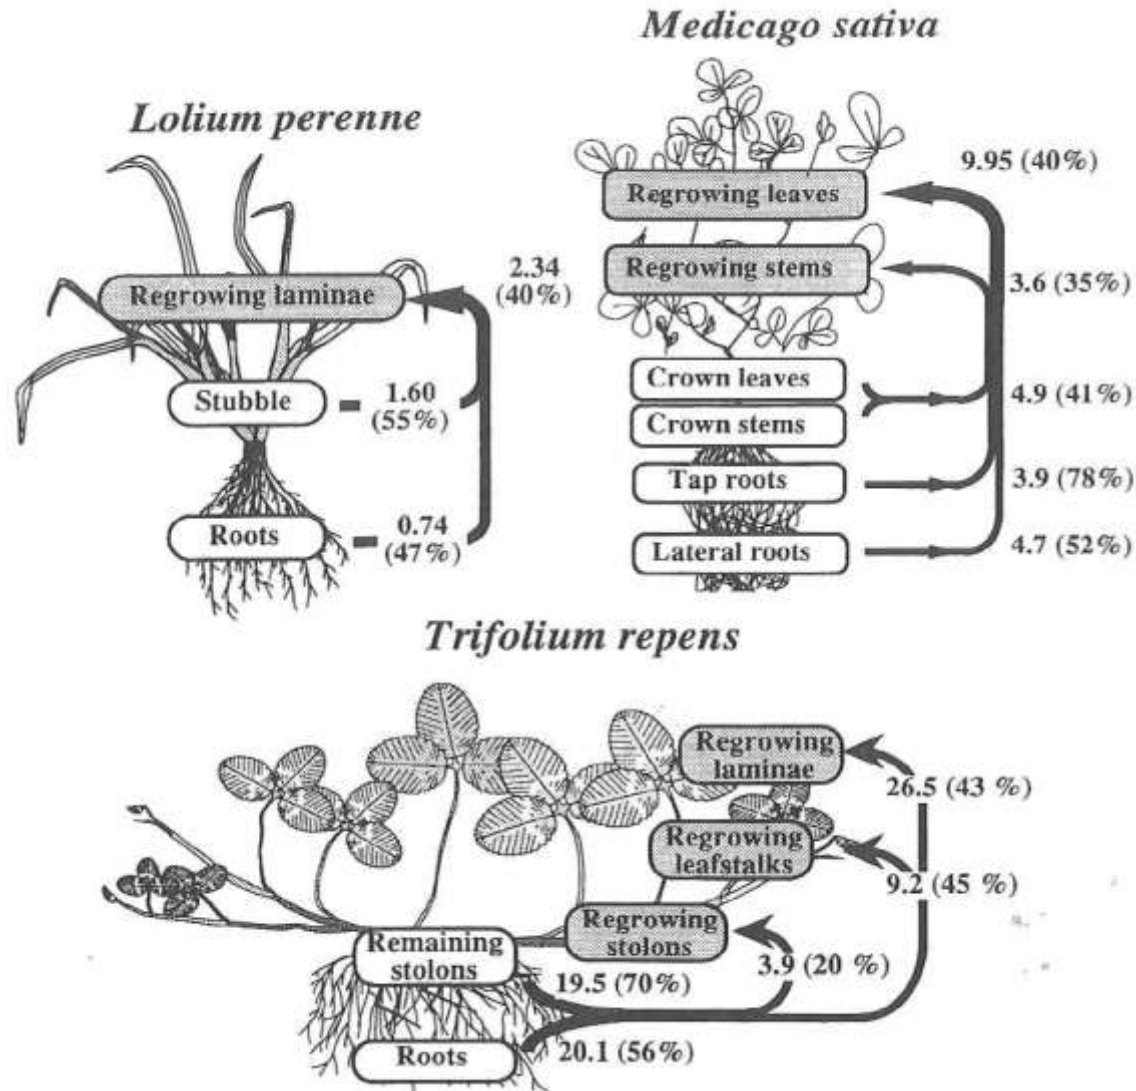 Medicago sativa
Lolium perenne
9.95 (40%)
Regrowing leaves
2.34
(40%)
Regrowing stems
3.6 (35%)
Regrowing laminae
Crown leaves
Stubble
1.60
(55%)
4.9 (41%)
Crown stems
Tap roots
3.9 (78%)
Roots
0.74
(47%)
Lateral roots
4.7 (52%)
Trifolium repens
Regrowing
laminae
26.5 (43 %)
Regrowing
leafstalks
9.2 (45 %)
Regrowing
stolons
Remaining
stolons
3.9 (20 %)
19.5 (70%)
Roots
20.1 (56%)